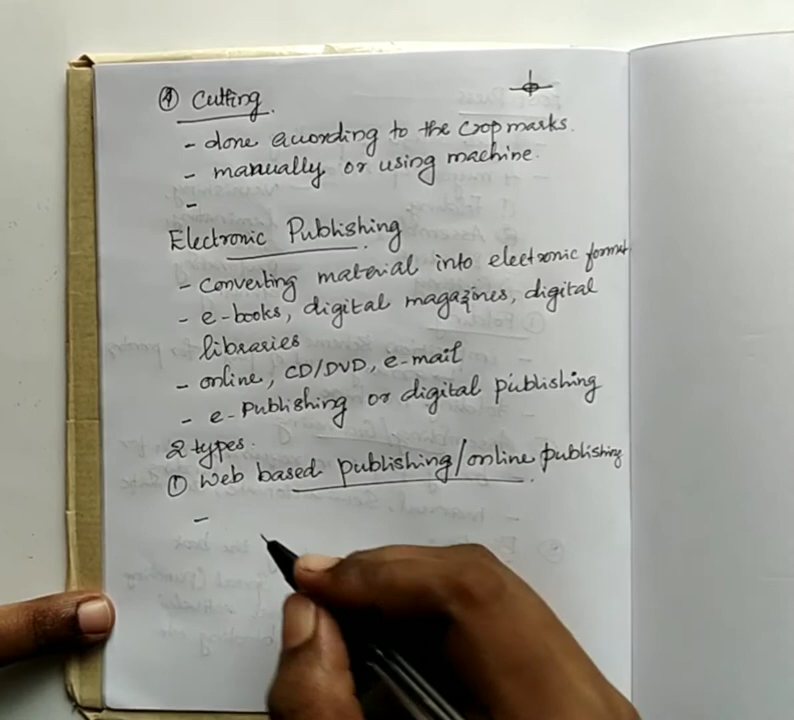 ④ Cutting.
- done acording to the crop marks.
- manually or using machine.
-
Electronic Publishing.
- Converting material into electronic format
- e-books, digital magazines, digital
libraries
- online, CD/DVD, e-mail
- e-Publishing or digital publishing
2 types.
① Web based publishing/online publishing.
-